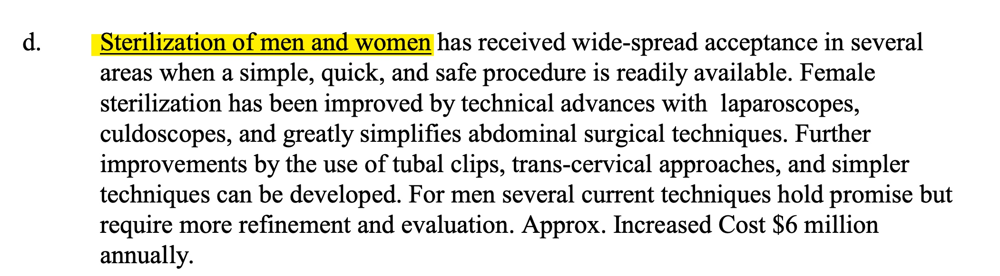 d. Sterilization of men and women has received wide-spread acceptance in several
areas when a simple, quick, and safe procedure is readily available. Female
sterilization has been improved by technical advances with laparoscopes,
culdoscopes, and greatly simplifies abdominal surgical techniques. Further
improvements by the use of tubal clips, trans-cervical approaches, and simpler
techniques can be developed. For men several current techniques hold promise but
require more refinement and evaluation. Approx. Increased Cost $6 million
annually.